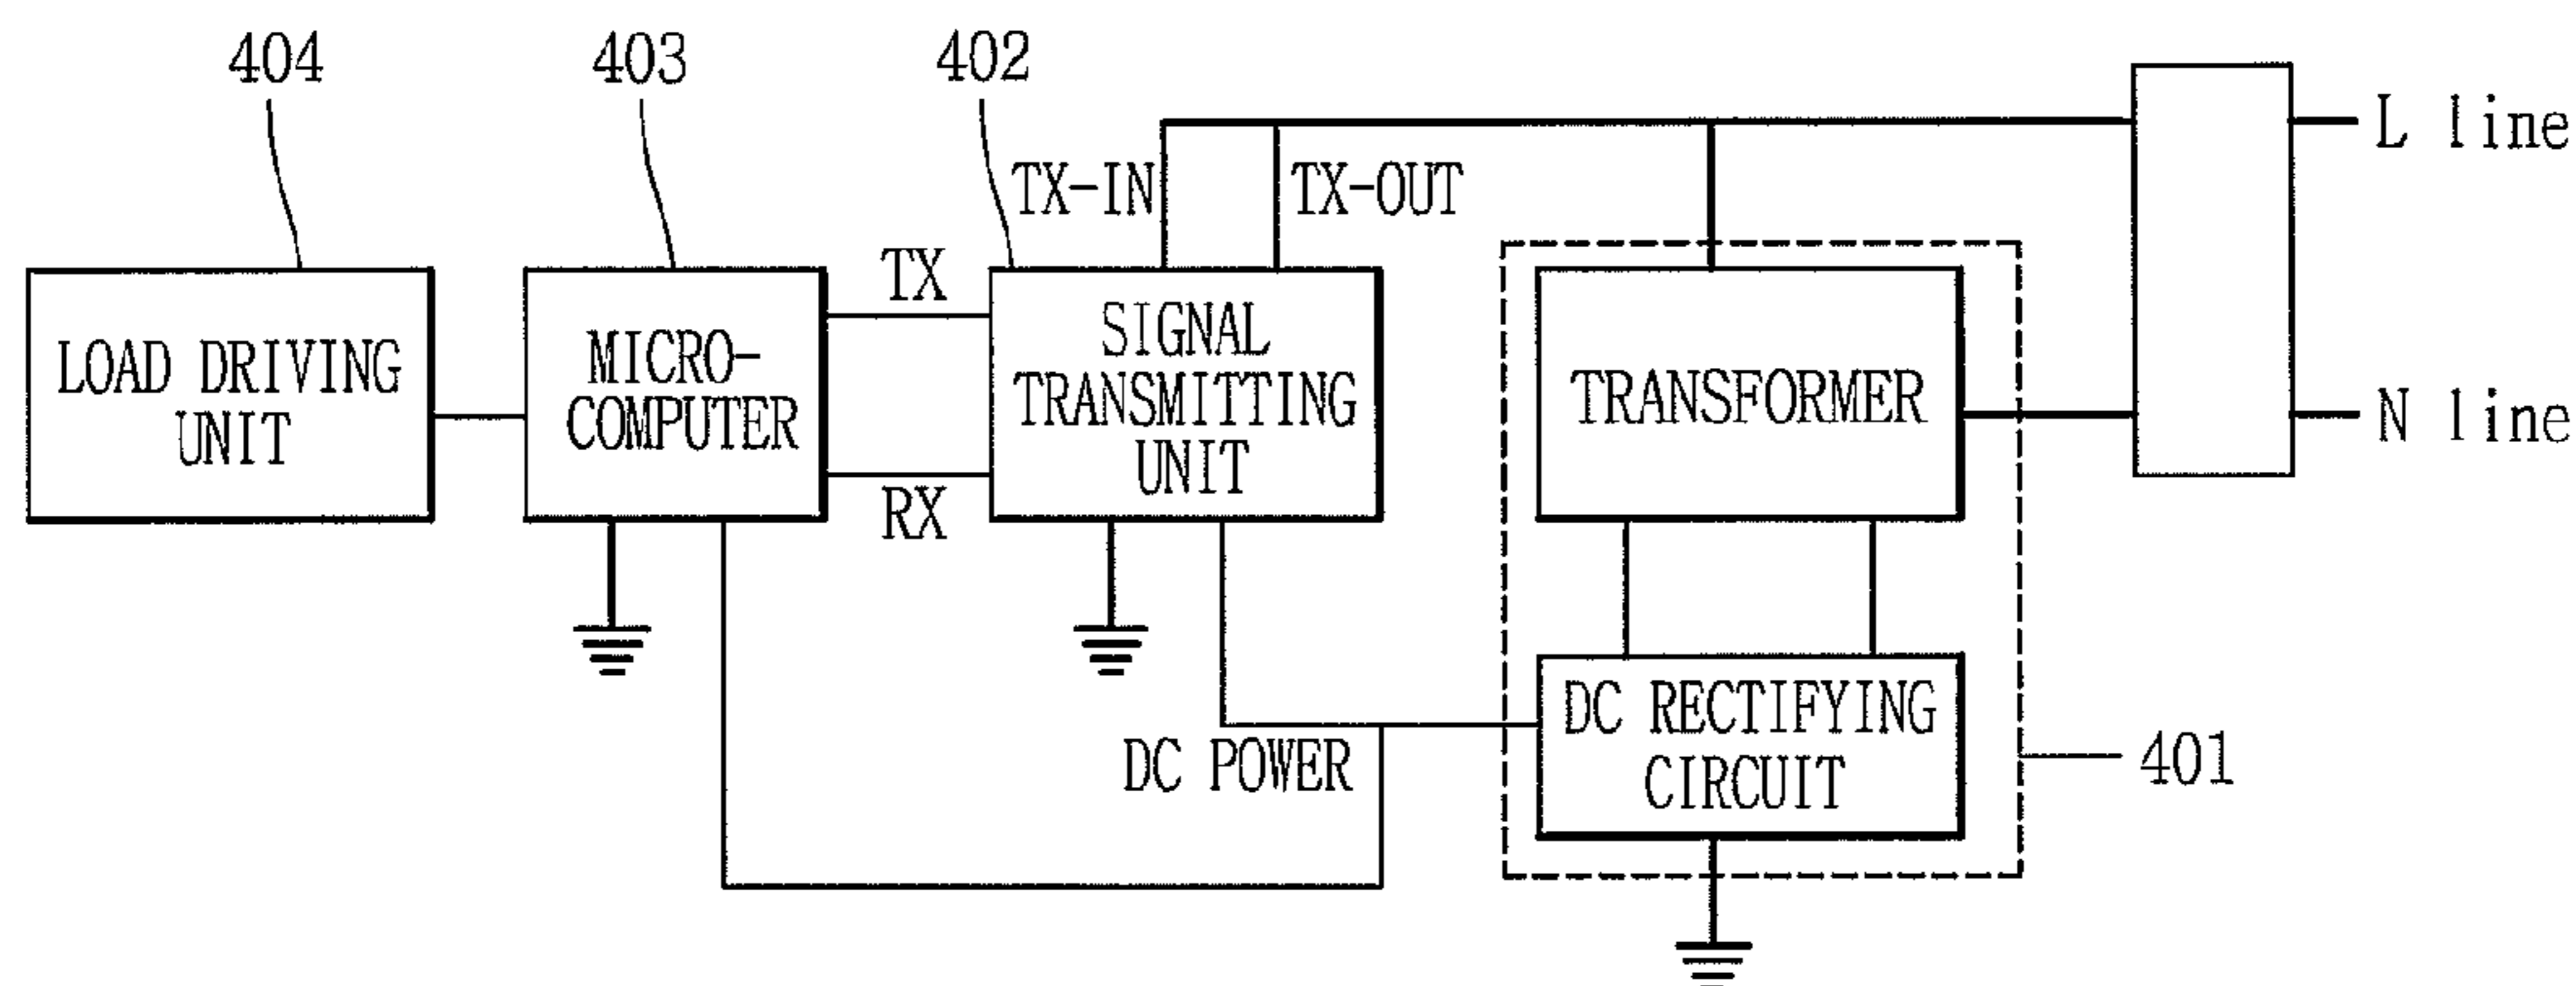 404
403
402
L line
TX-IN
TX-OUT
TX
LOAD DRIVING
UNIT
MICRO-
COMPUTER
SIGNAL
TRANSMITTING
UNIT
TRANSFORMER
N line
RX
DC RECTIFYING
CIRCUIT
DC POWER
401